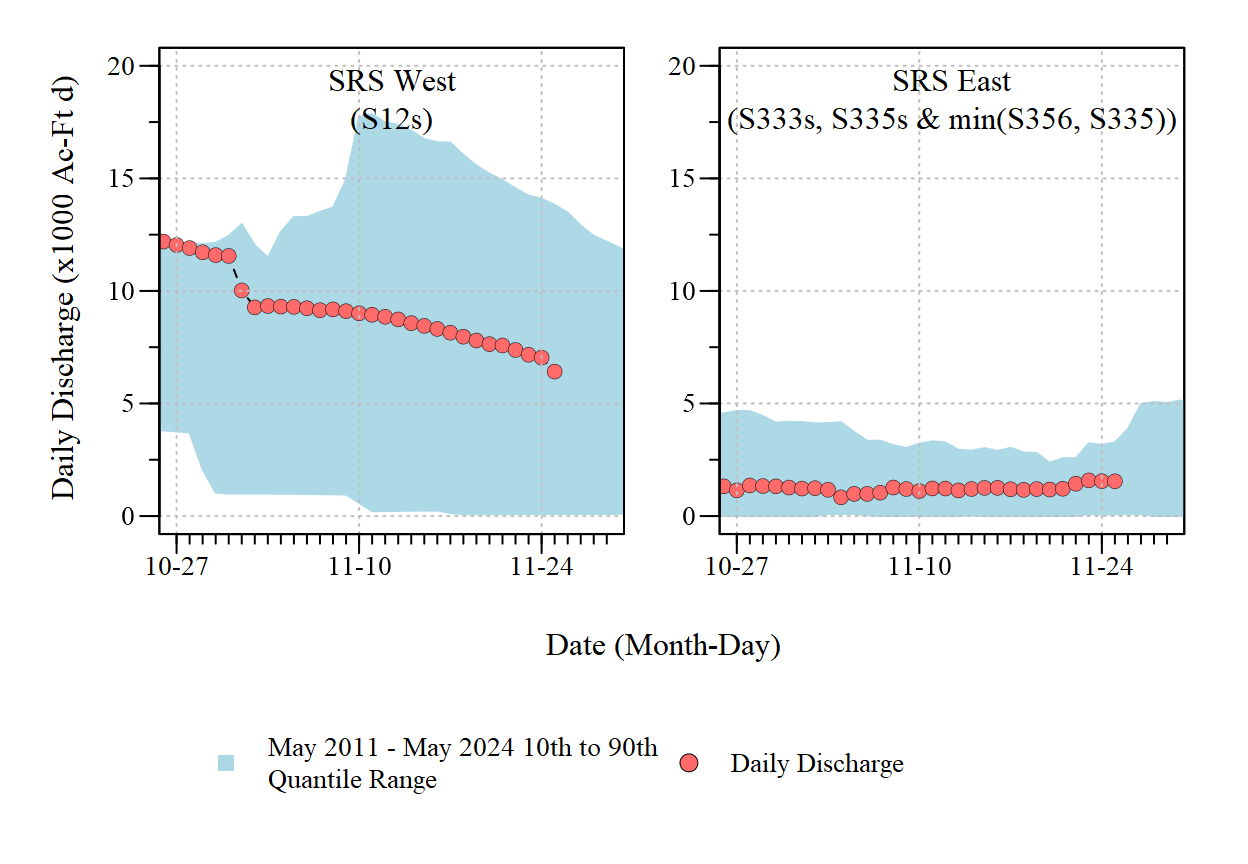 Daily Discharge (x1000 Ac-Ft d)
20
15
10
5
0
SRS West
(S12s)
10-27
11-10
11-24
20
15
10
5
0
SRS East
(S333s, S335s & min(S356, S335))
10-27
11-10
11-24
Date (Month-Day)
May 2011 - May 2024 10th to 90th
Quantile Range
Daily Discharge